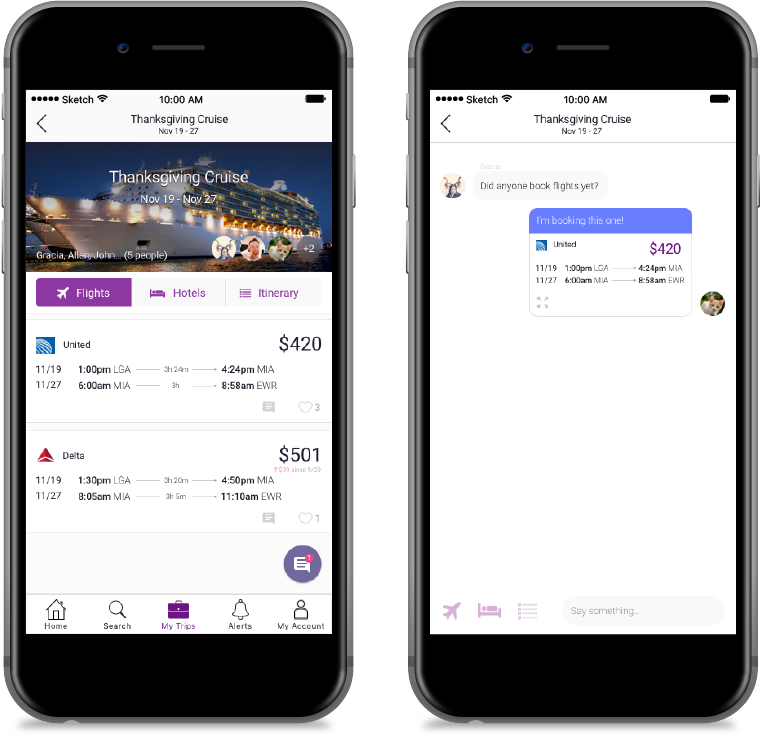 Sketch 10:00 AM
Thanksgiving Cruise
Nov 19 - 27
Thanksgiving Cruise
Nov 19 - Nov 27
Gracia, Allen, John... (5 people) +2
Flights Hotels Itinerary
United $420
11/19 1:00pm LGA 3h 24m 4:24pm MIA
11/27 6:00am MIA 3h 8:58am EWR
3
Delta $501
↑$39 since 9/29
11/19 1:30pm LGA 3h 20m 4:50pm MIA
11/27 8:05am MIA 3h 5m 11:10am EWR
1
1
Home Search My Trips Alerts My Account
Sketch 10:00 AM
Thanksgiving Cruise
Nov 19 - 27
Gracia
Did anyone book flights yet?
I'm booking this one!
United $420
11/19 1:00pm LGA 4:24pm MIA
11/27 6:00am MIA 8:58am EWR
Say something...